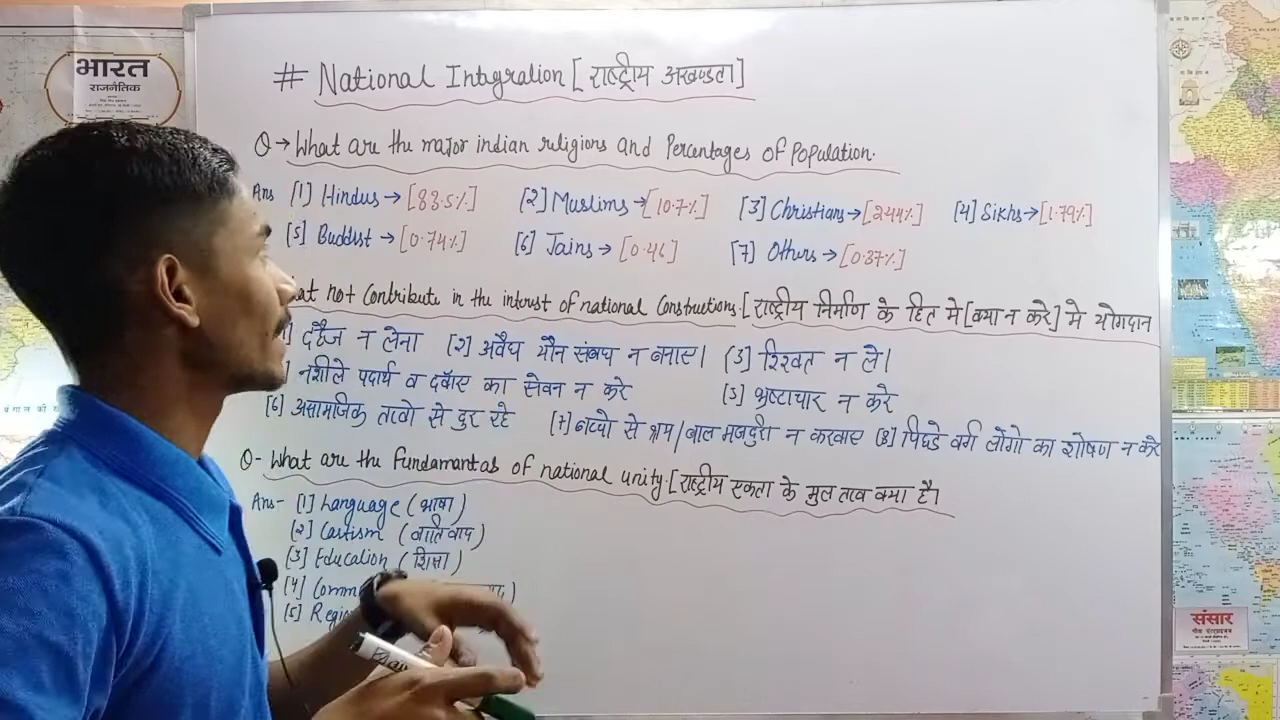 भारत
राजनैतिक
# National Intgration [राष्ट्रीय अखण्डता]
Q → What are the major indian religions and Percentages of Population.
Ans [1] Hindus → [83.5%] [2] Muslims → [10.7%] [3] Christians → [2.44%] [4] Sikhs → [1.79%]
[5] Buddist → [0.74%] [6] Jains → [0.46] [7] Others → [0.37%]
not Contribute in the interest of national Constructions. [राष्ट्रीय निर्माण के हित मे [क्या न करे] मे योगदान
दहेज न लेना [2] अवैध यौन संबध न बनाए। (3) रिश्वत न ले।
नशीले पदार्थ व दवाए का सेवन न करे (5) भ्रष्टाचार न करे
[6] असामाजिक तत्वो से दुर रहे [7] बच्चो से श्रम/बाल मजदुरी न करवाए (8) पिछडे वर्ग लोगो का शोषण न करे
Q- What are the Fundamantals of national unity. [राष्ट्रीय एकता के मुल तत्व क्या है।
Ans- [1] Language (भाषा)
[2] Castism (जातिवाद)
[3] Education (शिक्षा)
[4]
[5]
संसार